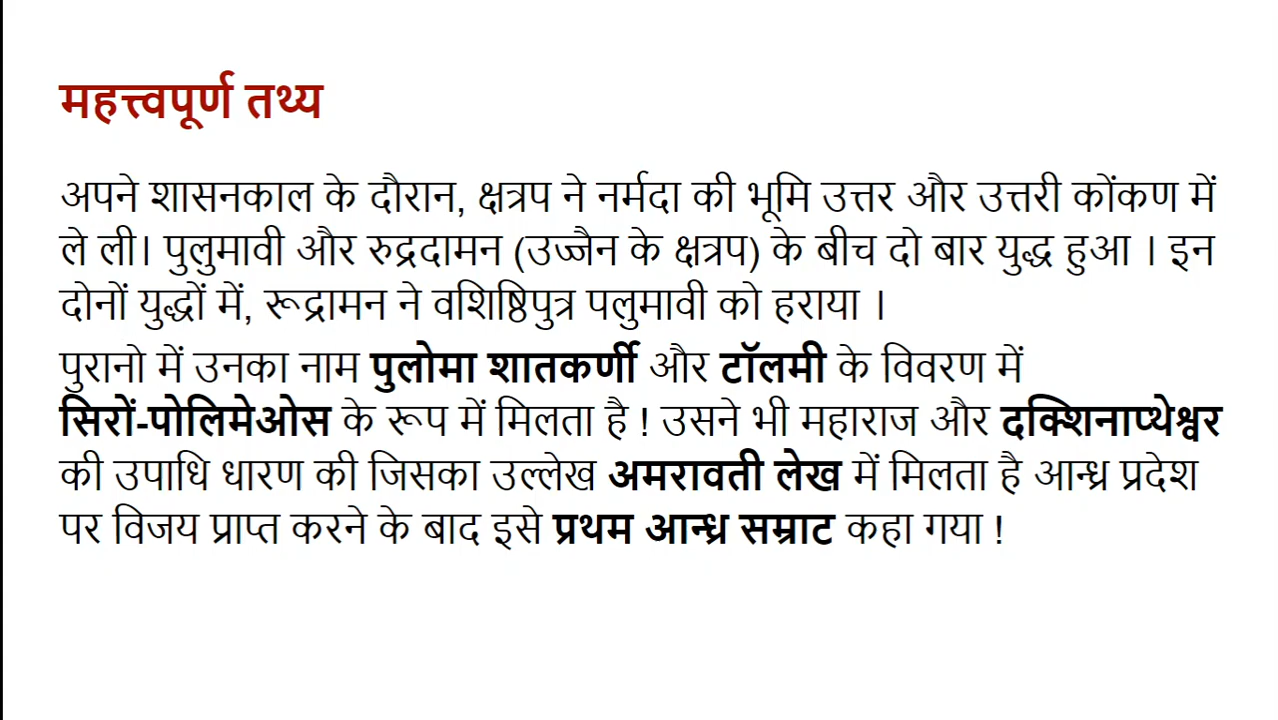 महत्त्वपूर्ण तथ्य
अपने शासनकाल के दौरान, क्षत्रप ने नर्मदा की भूमि उत्तर और उत्तरी कोंकण में
ले ली। पुलुमावी और रुद्रदामन (उज्जैन के क्षत्रप) के बीच दो बार युद्ध हुआ । इन
दोनों युद्धों में, रूद्रामन ने वशिष्ठिपुत्र पलुमावी को हराया ।
पुरानो में उनका नाम पुलोमा शातकर्णी और टॉलमी के विवरण में
सिरों-पोलिमेओस के रूप में मिलता है ! उसने भी महाराज और दक्शिनाप्थेश्वर
की उपाधि धारण की जिसका उल्लेख अमरावती लेख में मिलता है आन्ध्र प्रदेश
पर विजय प्राप्त करने के बाद इसे प्रथम आन्ध्र सम्राट कहा गया !